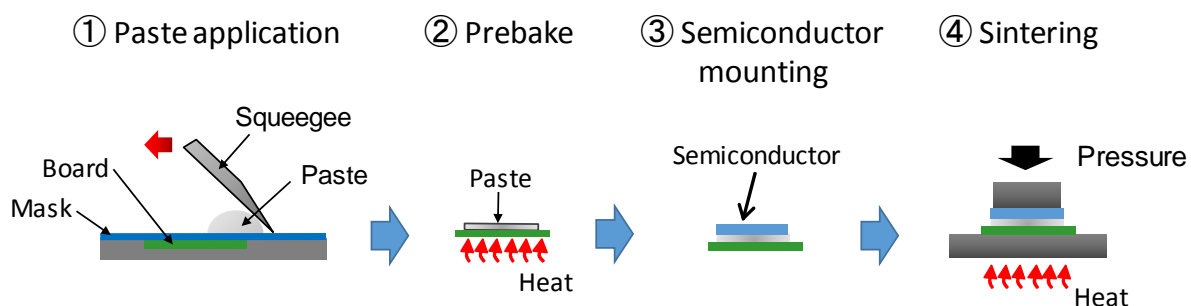 ① Paste application
② Prebake
③ Semiconductor
mounting
④ Sintering
Squeegee
Board
Paste
Mask
Paste
Heat
Semiconductor
Pressure
Heat